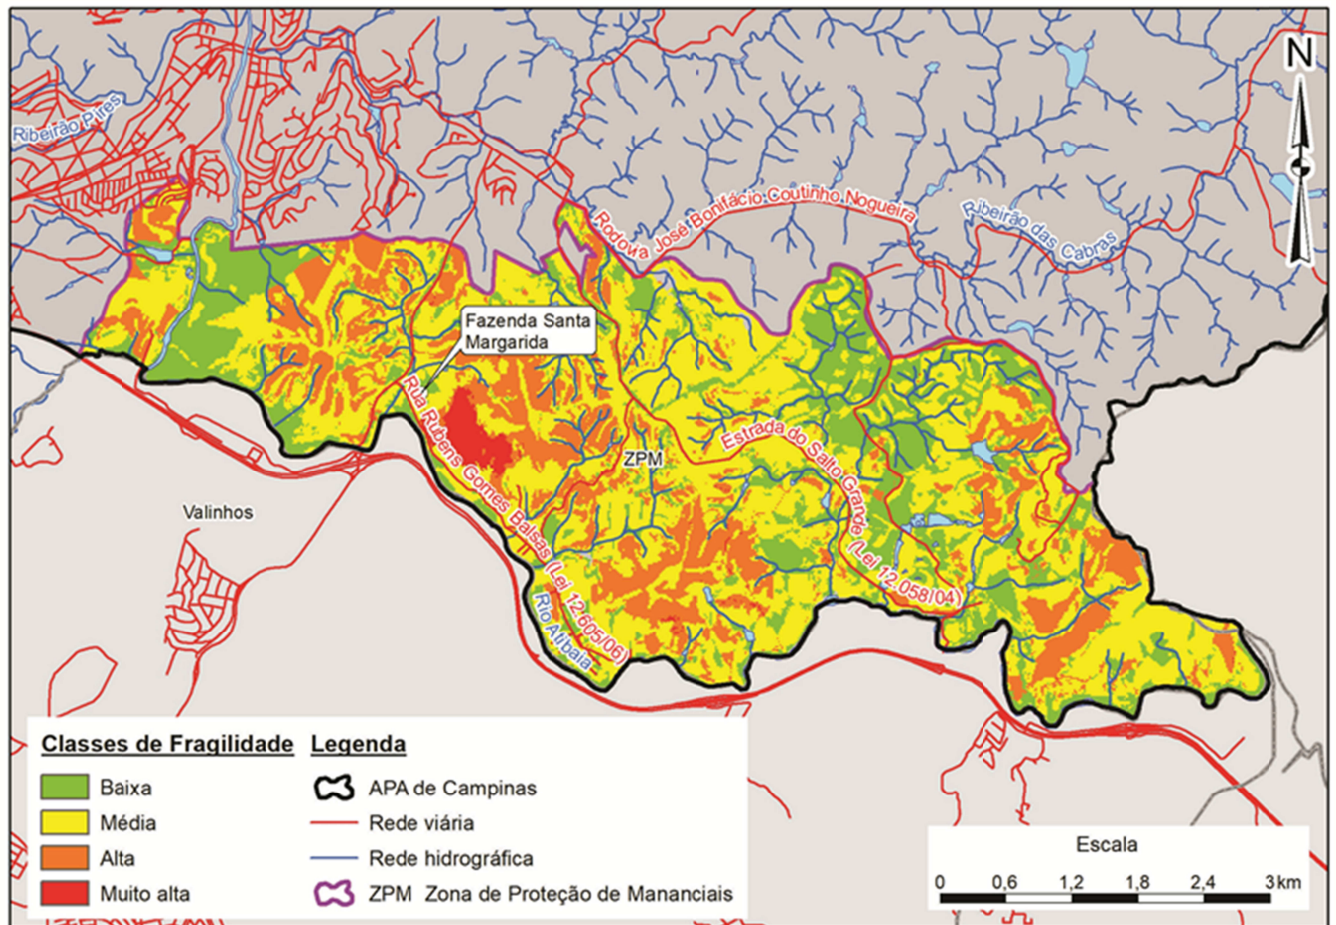 Ribeirão Pires
N
Rodovia José Bonifácio Coutinho Nogueira
Ribeirão das Cabras
Fazenda Santa
Margarida
Rua Rubens Gomes Balsas (Lei 12.605/06)
ZPM
Estrada do Salto Grande (Lei 12.058/04)
Valinhos
Rio Atibaia
Classes de Fragilidade
Baixa
Média
Alta
Muito alta
Legenda
APA de Campinas
Rede viária
Rede hidrográfica
ZPM Zona de Proteção de Mananciais
Escala
0 0,6 1,2 1,8 2,4 3 km